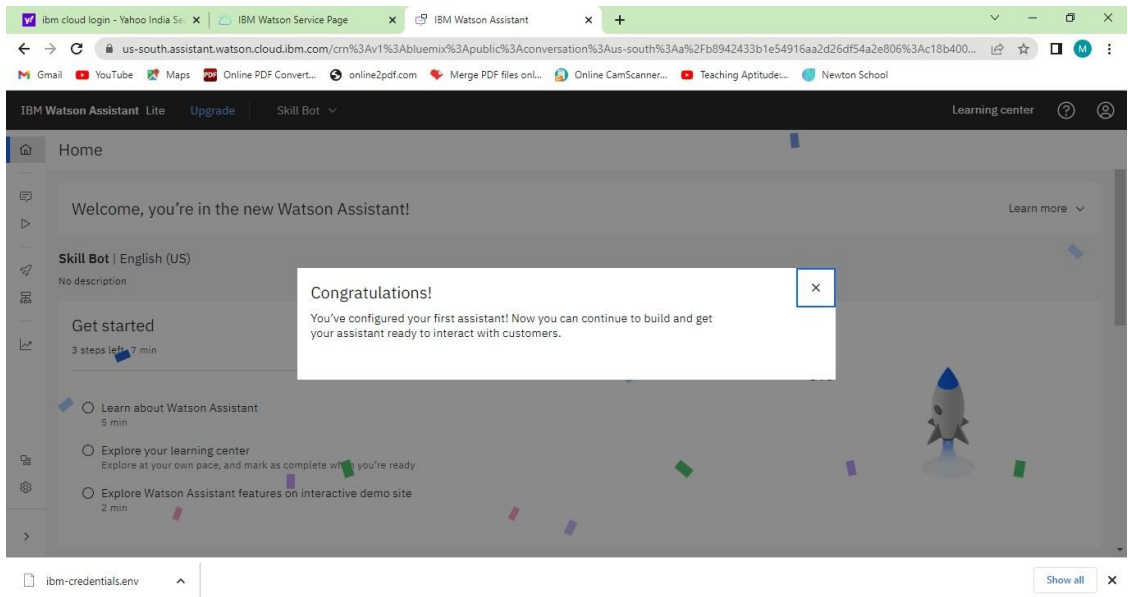 ibm cloud login - Yahoo India Se
IBM Watson Service Page
IBM Watson Assistant
us-south.assistant.watson.cloud.ibm.com/crn%3Av1%3Abluemix%3Apublic%3Aconversation%3Aus-south%3Aa%2Fb8942433b1e54916aa2d26df54a2e806%3Ac18b400...
M
Gmail
YouTube
Maps
PDF
Online PDF Convert...
online2pdf.com
Merge PDF files onl...
Online CamScanner...
Teaching Aptitude:...
Newton School
IBM Watson Assistant Lite
Upgrade
Skill Bot
Learning center
Home
Welcome, you're in the new Watson Assistant!
Learn more
Skill Bot | English (US)
No description
Congratulations!
You've configured your first assistant! Now you can continue to build and get
your assistant ready to interact with customers.
Get started
3 steps left, 7 min
Learn about Watson Assistant
5 min
Explore your learning center
Explore at your own pace, and mark as complete when you're ready
Explore Watson Assistant features on interactive demo site
2 min
ibm-credentials.env
Show all